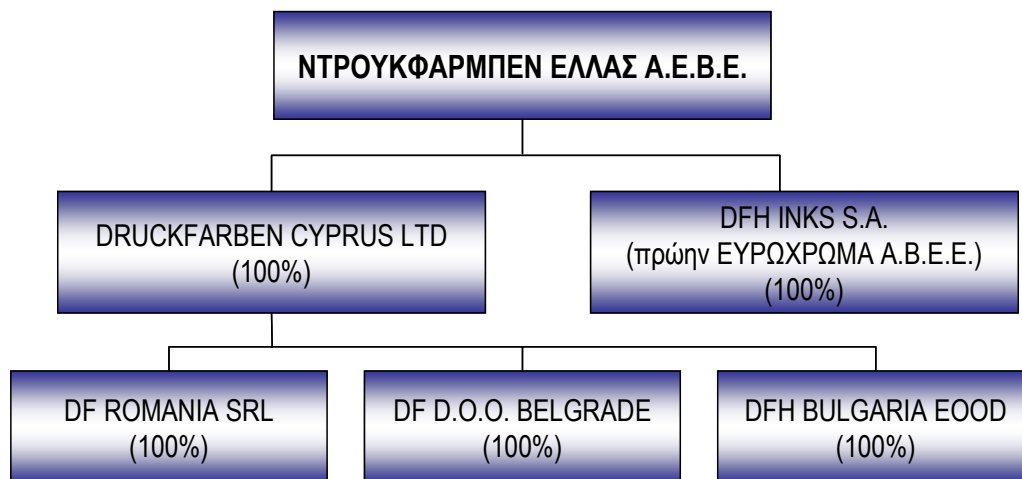 ΝΤΡΟΥΚΦΑΡΜΠΕΝ ΕΛΛΑΣ Α.Ε.Β.Ε.
DRUCKFARBEN CYPRUS LTD
(100%)
DFH INKS S.A.
(πρώην ΕΥΡΩΧΡΩΜΑ Α.Β.Ε.Ε.)
(100%)
DF ROMANIA SRL
(100%)
DF D.O.O. BELGRADE
(100%)
DFH BULGARIA EOOD
(100%)